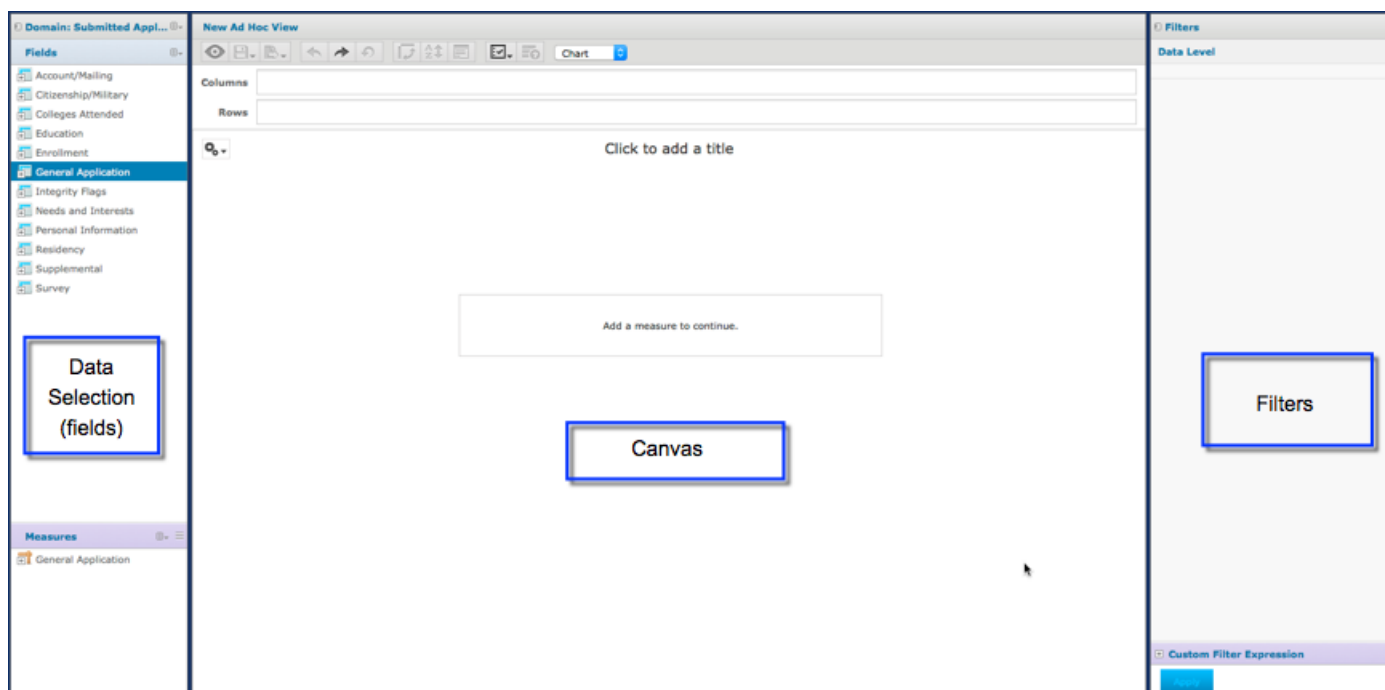 Domain: Submitted Appl...
Fields
Account/Mailing
Citizenship/Military
Colleges Attended
Education
Enrollment
General Application
Integrity Flags
Needs and Interests
Personal Information
Residency
Supplemental
Survey
Data
Selection
(fields)
Measures
General Application
New Ad Hoc View
Chart
Columns
Rows
Click to add a title
Add a measure to continue.
Canvas
Filters
Data Level
Filters
Custom Filter Expression
Apply